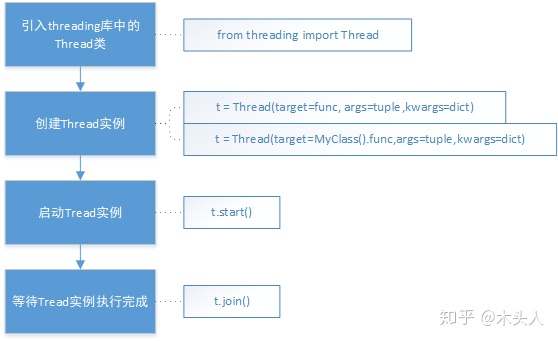 引入threading库中的
Thread类
from threading import Thread
创建Thread实例
t = Thread(target=func, args=tuple ,kwargs=dict)
t = Thread(target=MyClass().func,args=tuple,kwargs=dict)
启动Tread实例
t.start()
等待Tread实例执行完成
t.join()
知乎 @木头人